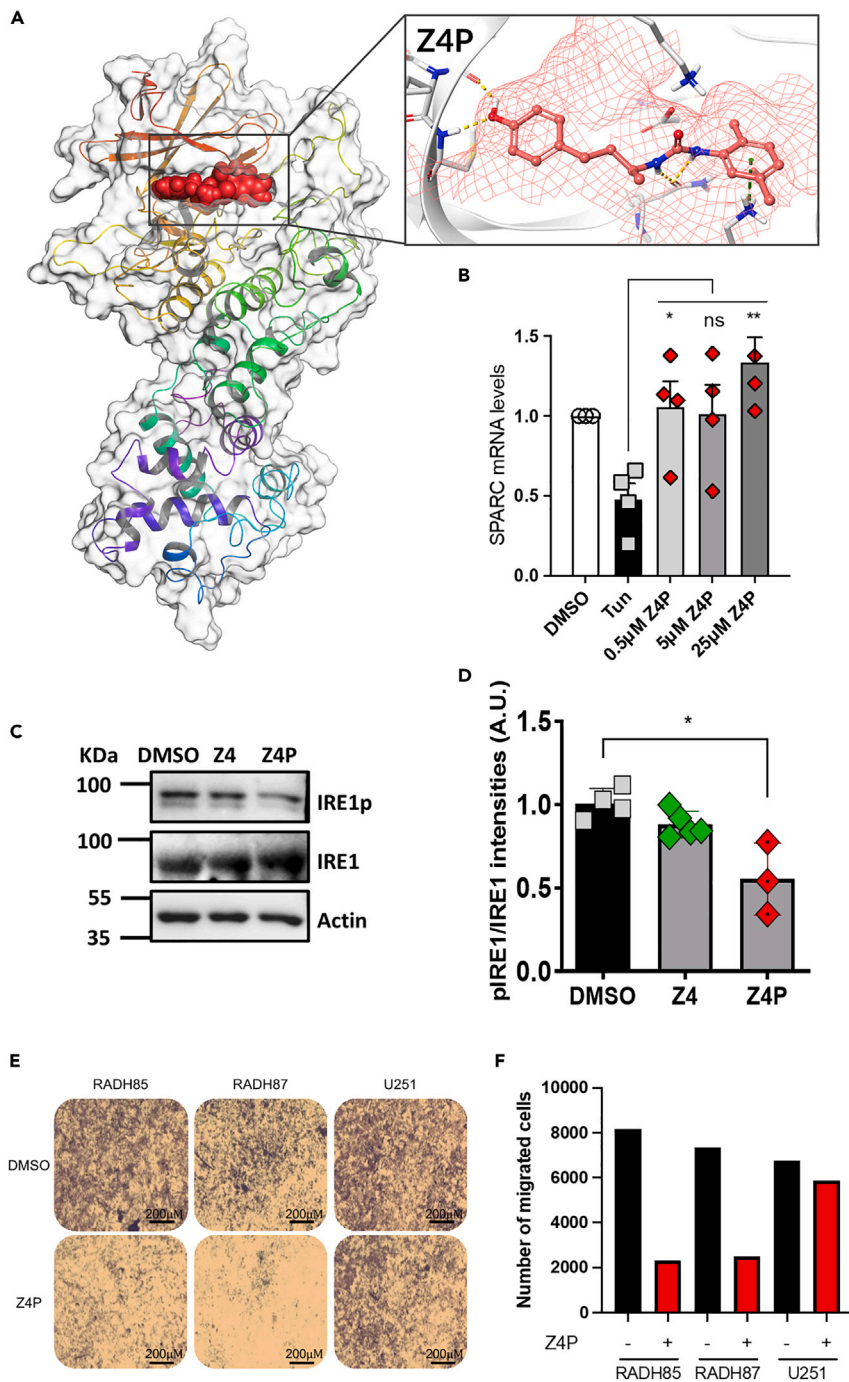 A
Z4P
B
* ns **
SPARC mRNA levels
1.5
1.0
0.5
0.0
DMSO
Tun
0.5μM Z4P
5μM Z4P
25μM Z4P
C
KDa DMSO Z4 Z4P
100
IRE1p
100
IRE1
55
Actin
35
D
pIRE1/IRE1 intensities (A.U.)
*
1.5
1.0
0.5
0.0
DMSO Z4 Z4P
E
RADH85 RADH87 U251
DMSO
200μM 200μM 200μM
Z4P
200μM 200μM 200μM
F
Number of migrated cells
10000
8000
6000
4000
2000
0
Z4P - + - + - +
RADH85 RADH87 U251